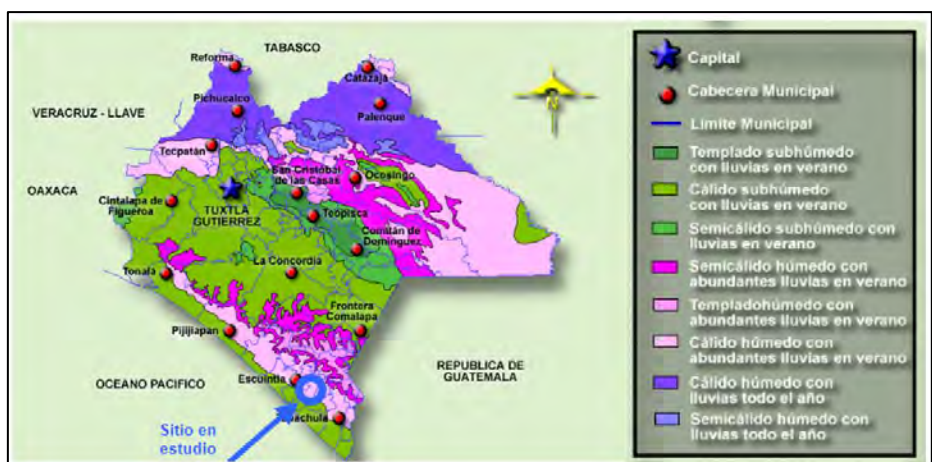 TABASCO
Reforma
Catazajá
Pichucalco
Palenque
VERACRUZ - LLAVE
N
Tecpatán
San Cristóbal
de las Casas
Ocosingo
OAXACA
Cintalapa de
Figueroa
TUXTLA
GUTIERREZ
Teopisca
Comitán de
Domínguez
La Concordia
Tonalá
Frontera
Comalapa
Pijijiapan
REPUBLICA DE
GUATEMALA
OCEANO PACIFICO
Escuintla
Sitio en
estudio
Capital
Cabecera Municipal
Límite Municipal
Templado subhúmedo
con lluvias en verano
Cálido subhúmedo
con lluvias en verano
Semicálido subhúmedo con
lluvias en verano
Semicálido húmedo con
abundantes lluvias en verano
Templadohúmedo con
abundantes lluvias en verano
Cálido húmedo con
abundantes lluvias en verano
Cálido húmedo con
lluvias todo el año
Semicálido húmedo con
lluvias todo el año